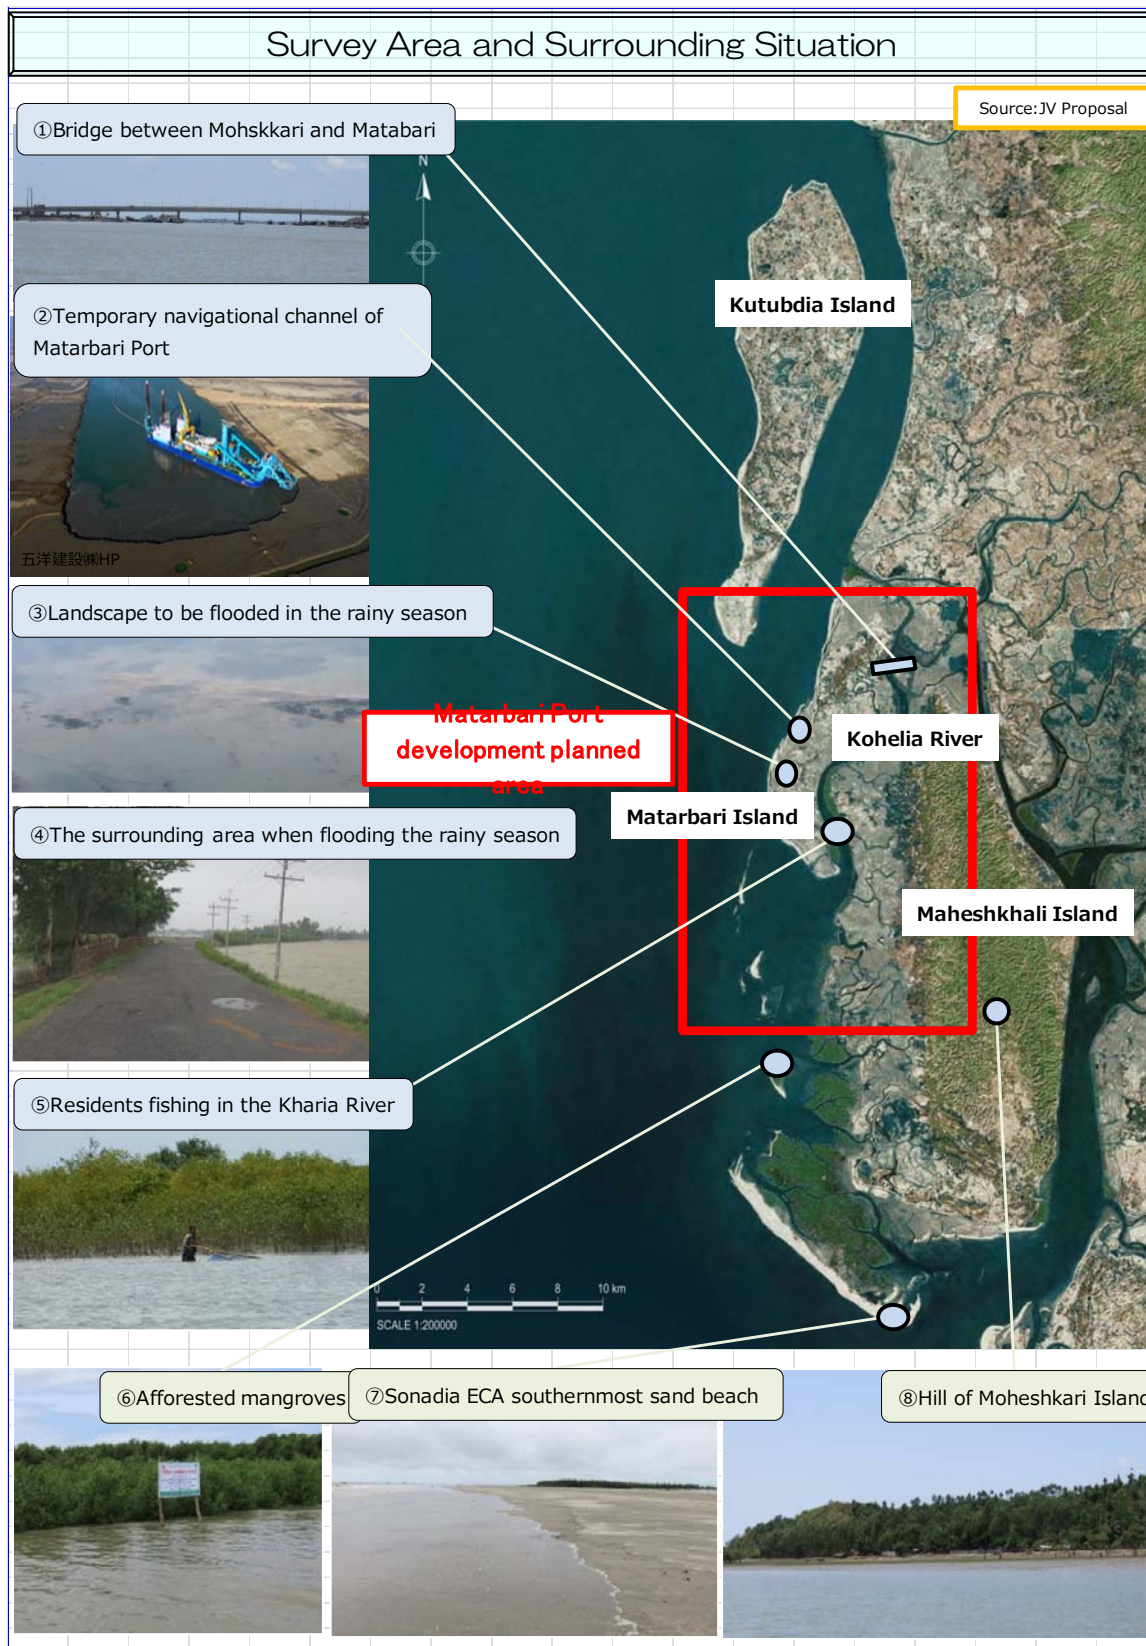 Survey Area and Surrounding Situation
Source:JV Proposal
①Bridge between Mohskkari and Matabari
N
Kutubdia Island
②Temporary navigational channel of
Matarbari Port
五洋建設㈱HP
③Landscape to be flooded in the rainy season
Matarbari Port
development planned
area
Kohelia River
Matarbari Island
④The surrounding area when flooding the rainy season
Maheshkhali Island
⑤Residents fishing in the Kharia River
0 2 4 6 8 10 km
SCALE 1:200000
⑥Afforested mangroves
⑦Sonadia ECA southernmost sand beach
⑧Hill of Moheshkari Island